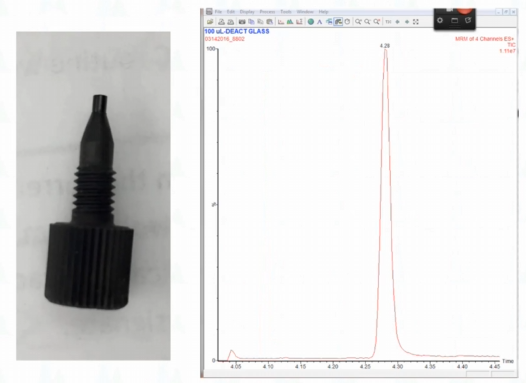 File Edit Display Process Tools Window Help
100 uL-DEACT GLASS
03142016_0802
MRM of 4 Channels ES+
TIC
1.11e7
100
4.28
%
0
4.05 4.10 4.15 4.20 4.25 4.30 4.35 4.40 4.45
Time